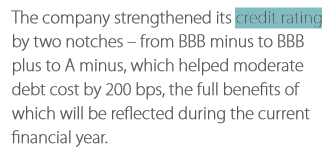 The company strengthened its credit rating
by two notches – from BBB minus to BBB
plus to A minus, which helped moderate
debt cost by 200 bps, the full benefits of
which will be reflected during the current
financial year.